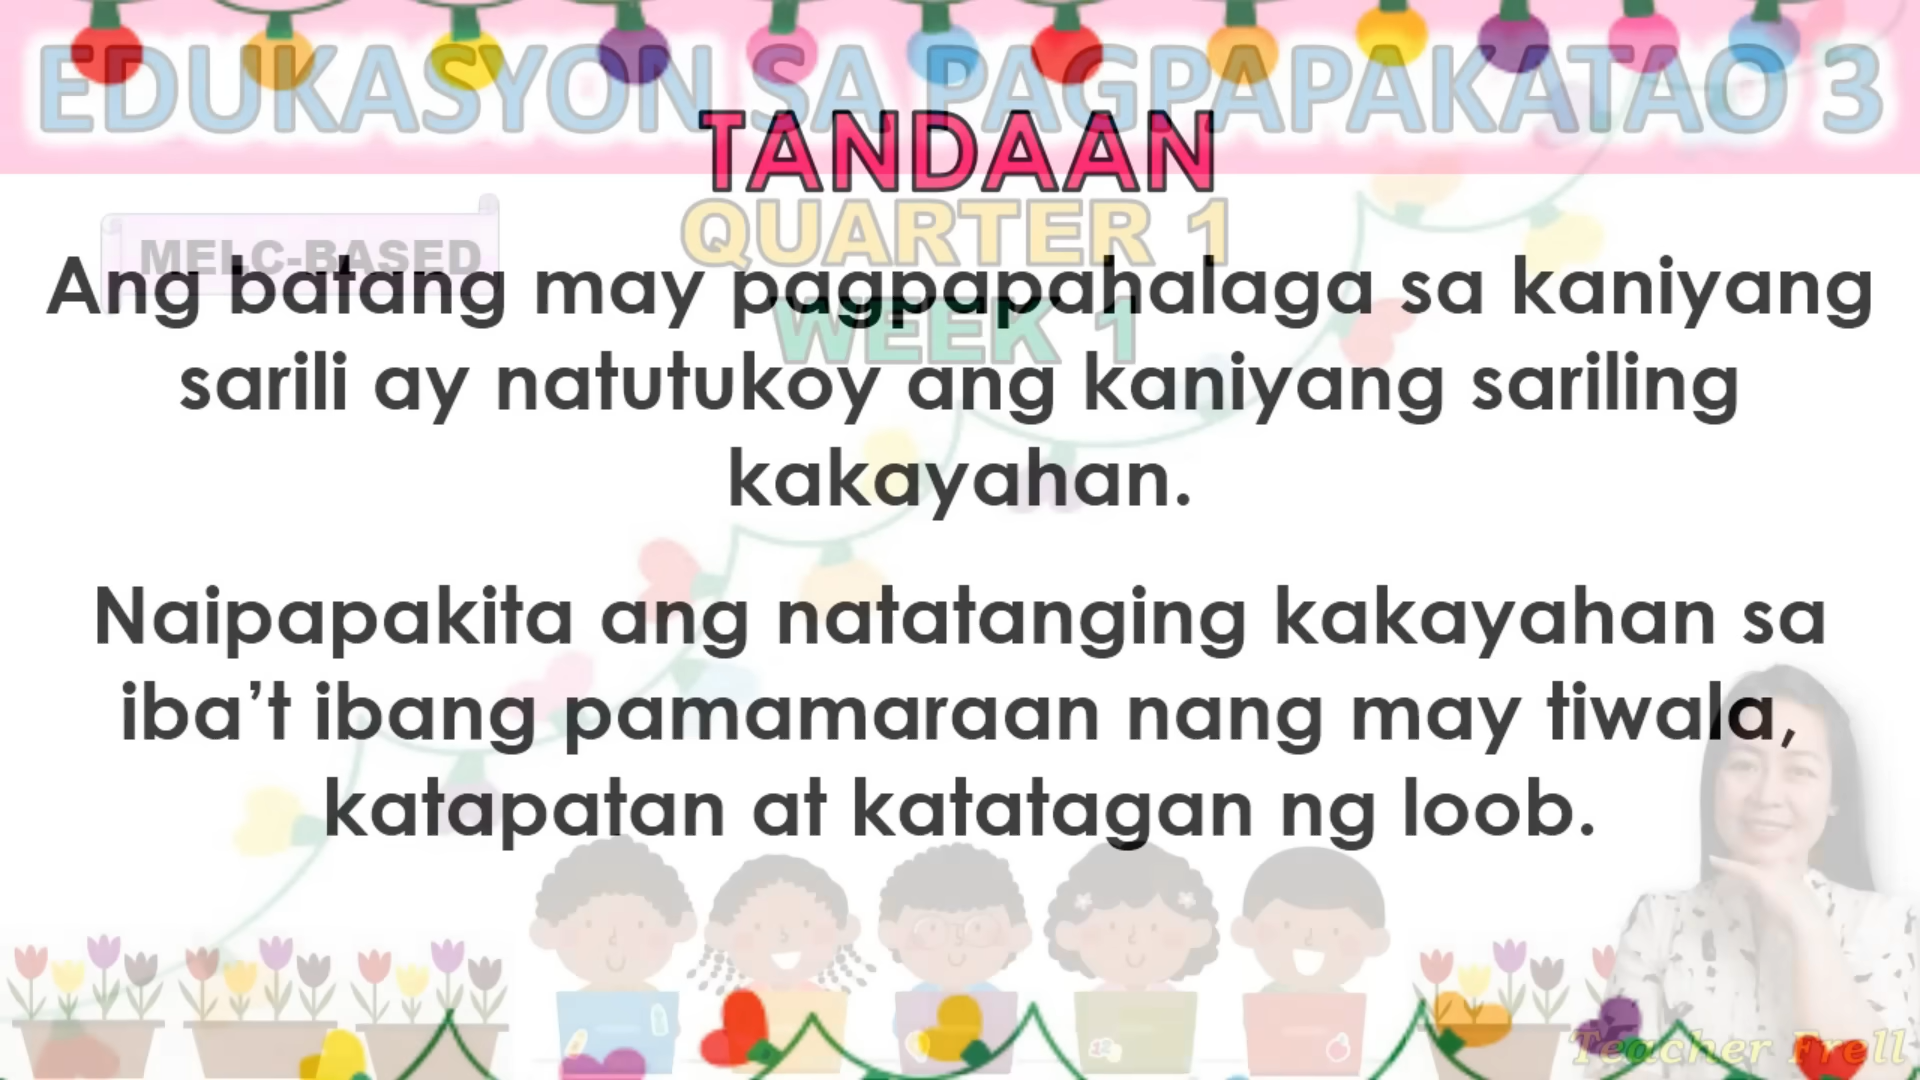 EDUKASYON SA PAGPAPAKATAO 3
TANDAAN
QUARTER 1
MELC-BASED
WEEK 1
Ang batang may pagpapahalaga sa kaniyang
sarili ay natutukoy ang kaniyang sariling
kakayahan.
Naipapakita ang natatanging kakayahan sa
iba’t ibang pamamaraan nang may tiwala,
katapatan at katatagan ng loob.
Teacher Frell